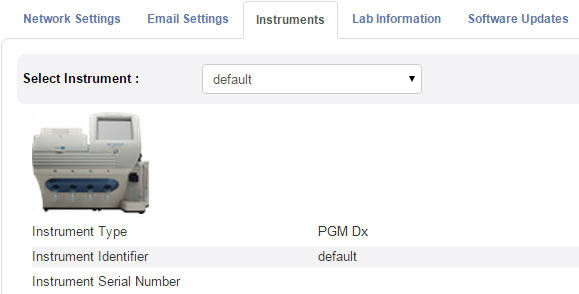 Network Settings Email Settings Instruments Lab Information Software Updates
Select Instrument : default
Instrument Type PGM Dx
Instrument Identifier default
Instrument Serial Number